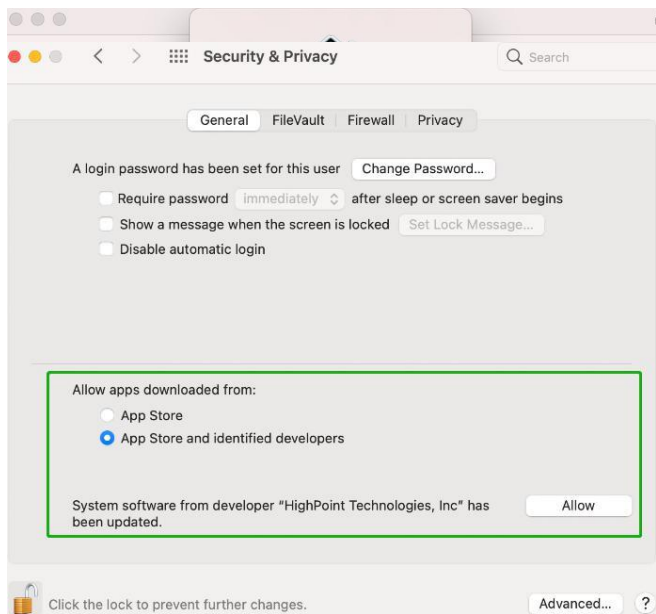 Security & Privacy
Search
General FileVault Firewall Privacy
A login password has been set for this user Change Password...
Require password immediately after sleep or screen saver begins
Show a message when the screen is locked Set Lock Message...
Disable automatic login
Allow apps downloaded from:
App Store
App Store and identified developers
System software from developer “HighPoint Technologies, Inc” has Allow
been updated.
Click the lock to prevent further changes. Advanced... ?